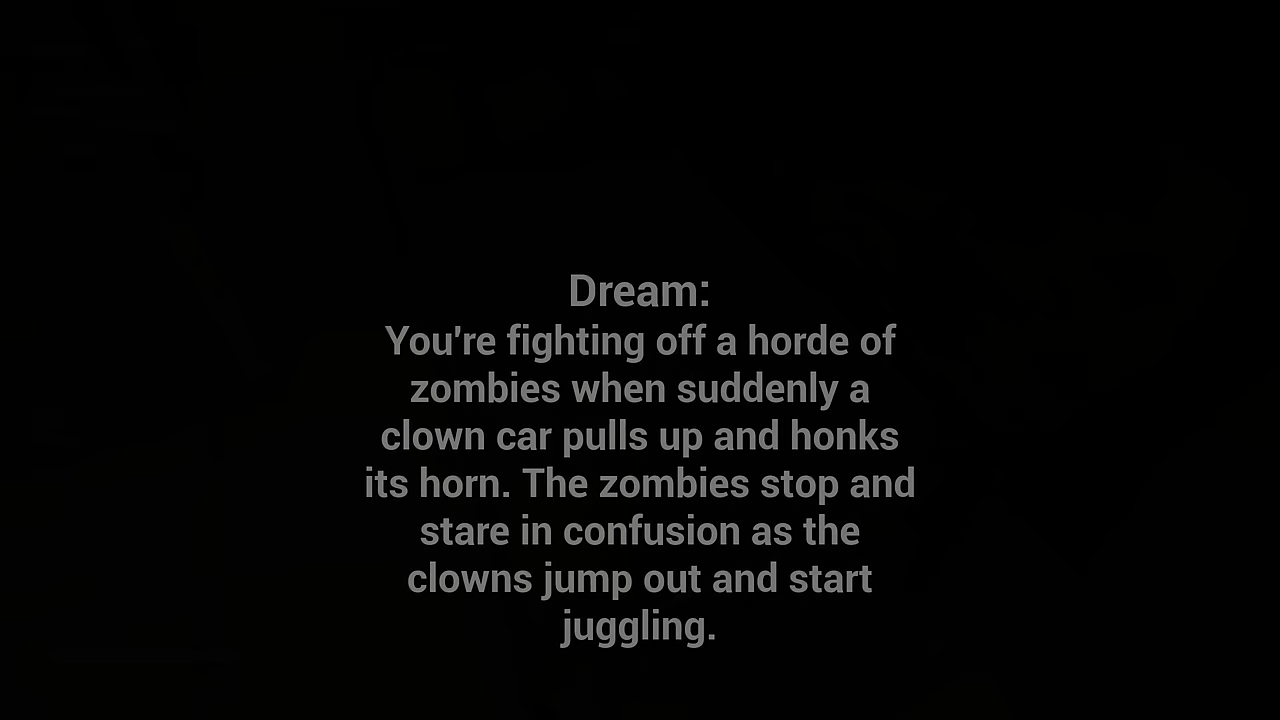 Dream:
You're fighting off a horde of
zombies when suddenly a
clown car pulls up and honks
its horn. The zombies stop and
stare in confusion as the
clowns jump out and start
juggling.